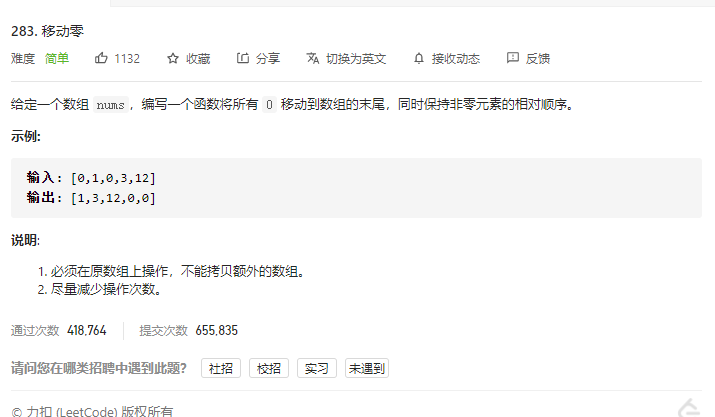 283. 移动零
难度 简单 1132 收藏 分享 切换为英文 接收动态 反馈
给定一个数组 nums，编写一个函数将所有 0 移动到数组的末尾，同时保持非零元素的相对顺序。
示例:
输入: [0,1,0,3,12]
输出: [1,3,12,0,0]
说明:
1. 必须在原数组上操作，不能拷贝额外的数组。
2. 尽量减少操作次数。
通过次数 418,764 提交次数 655,835
请问您在哪类招聘中遇到此题？ 社招 校招 实习 未遇到
© 力扣 (LeetCode) 版权所有